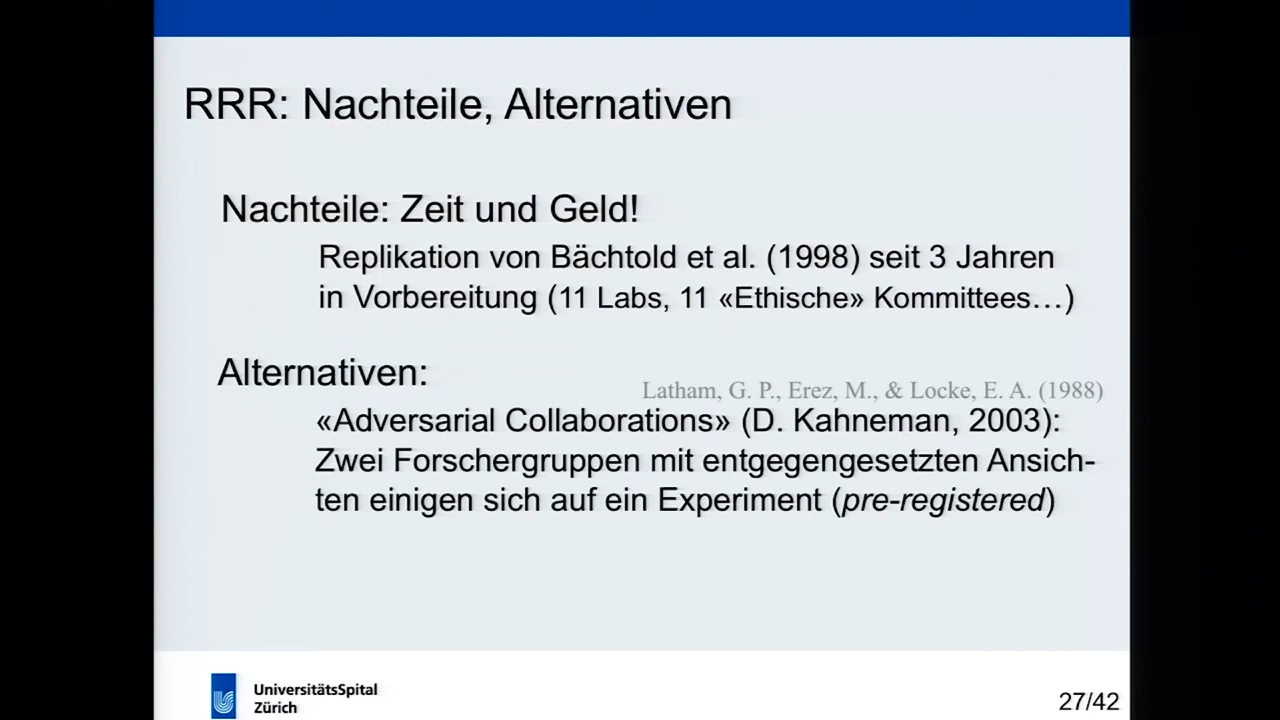 RRR: Nachteile, Alternativen
Nachteile: Zeit und Geld!
Replikation von Bächtold et al. (1998) seit 3 Jahren
in Vorbereitung (11 Labs, 11 «Ethische» Kommittees…)
Alternativen:
Latham, G. P., Erez, M., & Locke, E. A. (1988)
«Adversarial Collaborations» (D. Kahneman, 2003):
Zwei Forschergruppen mit entgegengesetzten Ansich-
ten einigen sich auf ein Experiment (pre-registered)
UniversitätsSpital
Zürich
27/42